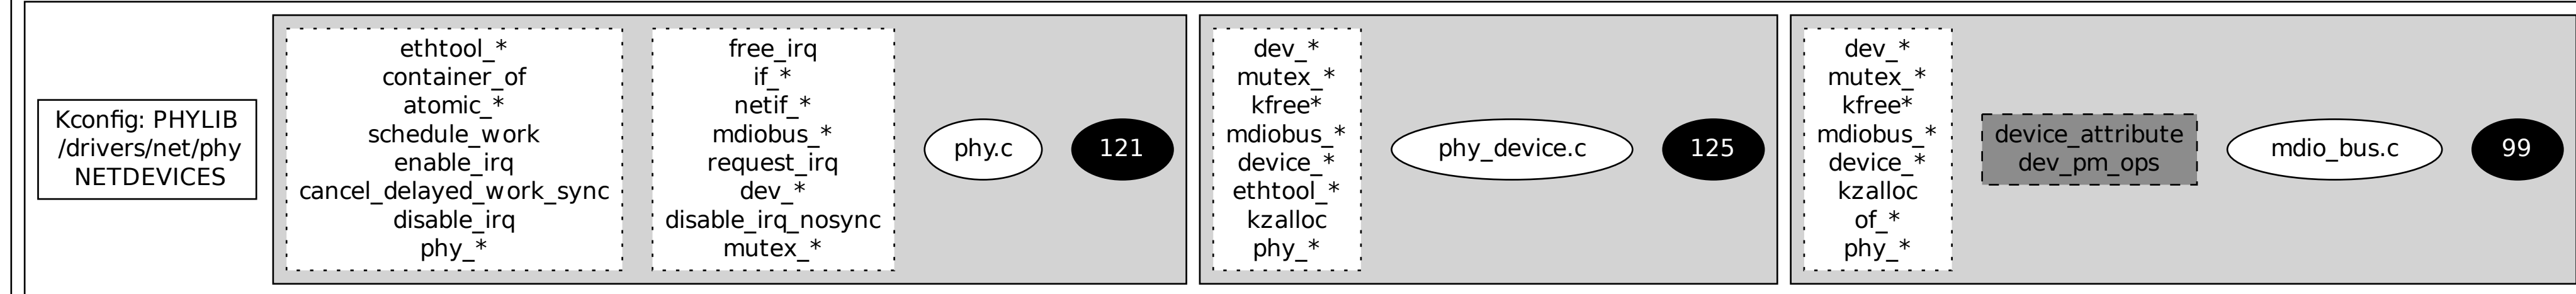 Kconfig: PHYLIB
/drivers/net/phy
NETDEVICES
ethtool_*
container_of
atomic_*
schedule_work
enable_irq
cancel_delayed_work_sync
disable_irq
phy_*
free_irq
if_*
netif_*
mdiobus_*
request_irq
dev_*
disable_irq_nosync
mutex_*
phy.c
121
dev_*
mutex_*
kfree*
mdiobus_*
device_*
ethtool_*
kzalloc
phy_*
phy_device.c
125
dev_*
mutex_*
kfree*
mdiobus_*
device_*
kzalloc
of_*
phy_*
device_attribute
dev_pm_ops
mdio_bus.c
99